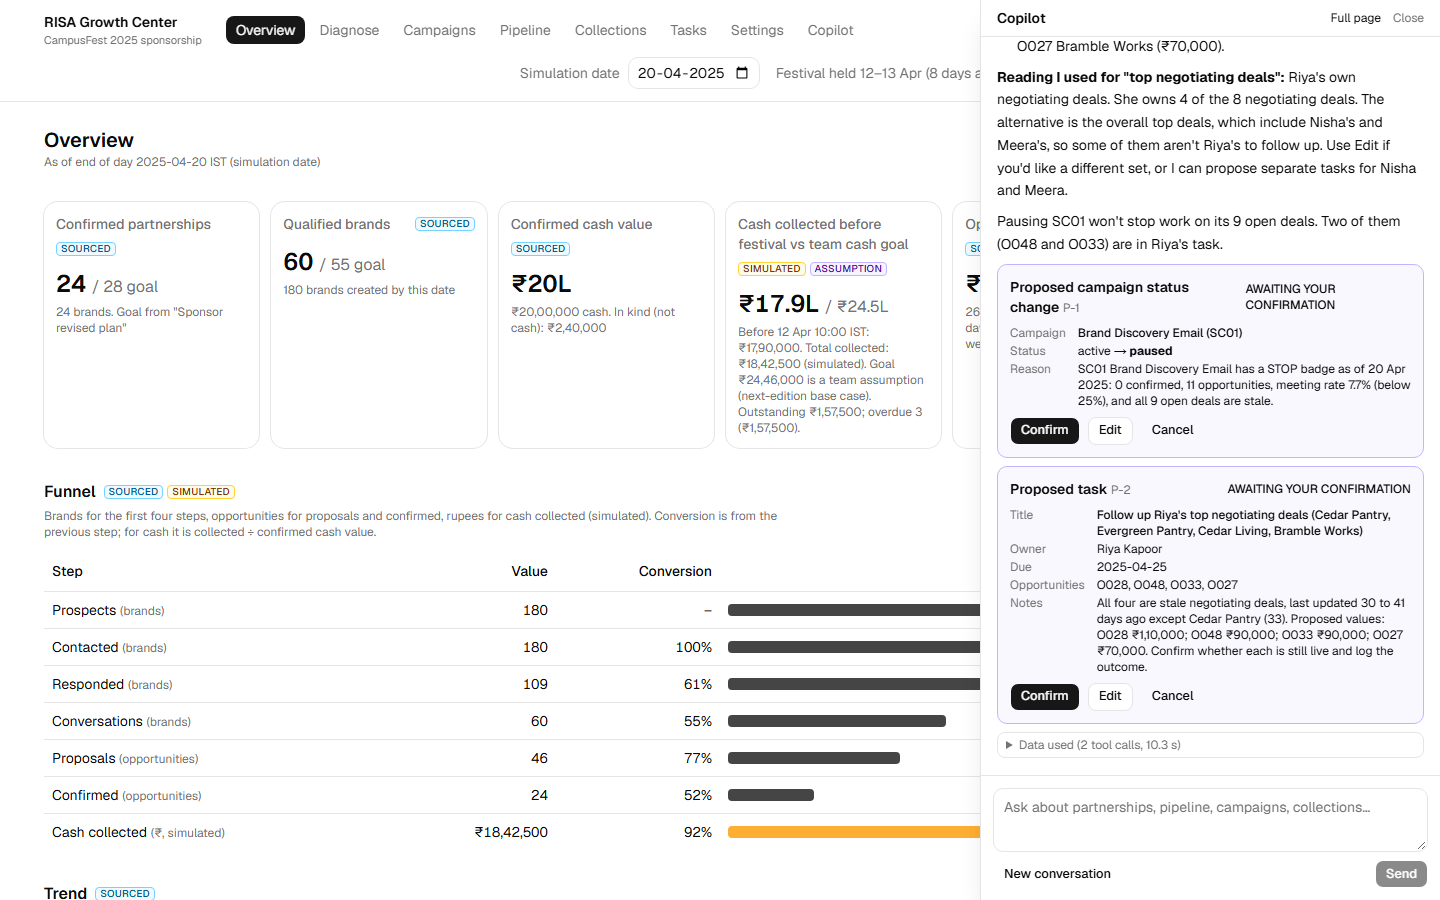 RISA Growth Center
CampusFest 2025 sponsorship
Overview
Diagnose
Campaigns
Pipeline
Collections
Tasks
Settings
Copilot
Simulation date
20-04-2025
Festival held 12–13 Apr (8 days a
Overview
As of end of day 2025-04-20 IST (simulation date)
Confirmed partnerships
SOURCED
24 / 28 goal
24 brands. Goal from "Sponsor
revised plan"
Qualified brands
SOURCED
60 / 55 goal
180 brands created by this date
Confirmed cash value
SOURCED
₹20L
₹20,00,000 cash. In kind (not
cash): ₹2,40,000
Cash collected before
festival vs team cash goal
SIMULATED
ASSUMPTION
₹17.9L / ₹24.5L
Before 12 Apr 10:00 IST:
₹17,90,000. Total collected:
₹18,42,500 (simulated). Goal
₹24,46,000 is a team assumption
(next-edition base case).
Outstanding ₹1,57,500; overdue 3
(₹1,57,500).
Op
SO
₹
26
da
we
Funnel
SOURCED
SIMULATED
Brands for the first four steps, opportunities for proposals and confirmed, rupees for cash collected (simulated). Conversion is from the
previous step; for cash it is collected ÷ confirmed cash value.
Step Value Conversion
Prospects (brands) 180 –
Contacted (brands) 180 100%
Responded (brands) 109 61%
Conversations (brands) 60 55%
Proposals (opportunities) 46 77%
Confirmed (opportunities) 24 52%
Cash collected (₹, simulated) ₹18,42,500 92%
Trend
SOURCED
Copilot
Full page
Close
O027 Bramble Works (₹70,000).
Reading I used for "top negotiating deals": Riya's own
negotiating deals. She owns 4 of the 8 negotiating deals. The
alternative is the overall top deals, which include Nisha's and
Meera's, so some of them aren't Riya's to follow up. Use Edit if
you'd like a different set, or I can propose separate tasks for Nisha
and Meera.
Pausing SC01 won't stop work on its 9 open deals. Two of them
(O048 and O033) are in Riya's task.
Proposed campaign status
change P-1
AWAITING YOUR
CONFIRMATION
Campaign Brand Discovery Email (SC01)
Status active → paused
Reason SC01 Brand Discovery Email has a STOP badge as of 20 Apr
2025: 0 confirmed, 11 opportunities, meeting rate 7.7% (below
25%), and all 9 open deals are stale.
Confirm
Edit
Cancel
Proposed task P-2
AWAITING YOUR CONFIRMATION
Title Follow up Riya's top negotiating deals (Cedar Pantry,
Evergreen Pantry, Cedar Living, Bramble Works)
Owner Riya Kapoor
Due 2025-04-25
Opportunities O028, O048, O033, O027
Notes All four are stale negotiating deals, last updated 30 to 41
days ago except Cedar Pantry (33). Proposed values:
O028 ₹1,10,000; O048 ₹90,000; O033 ₹90,000; O027
₹70,000. Confirm whether each is still live and log the
outcome.
Confirm
Edit
Cancel
▶ Data used (2 tool calls, 10.3 s)
Ask about partnerships, pipeline, campaigns, collections…
New conversation
Send